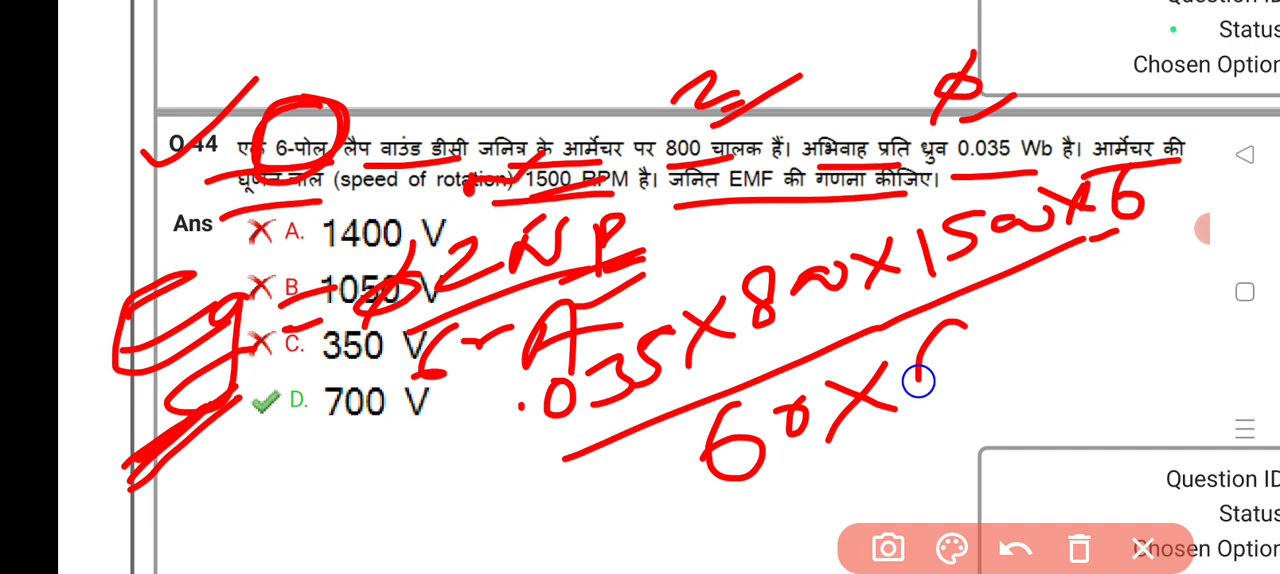 Status
Chosen Option
Q.44 एक 6-पोल, लैप वाउंड डीसी जनित्र के आर्मेचर पर 800 चालक हैं। अभिवाह प्रति ध्रुव 0.035 Wb है। आर्मेचर की
घूर्णन चाल (speed of rotation) 1500 RPM है। जनित EMF की गणना कीजिए।
Ans
A. 1400 V
B. 1050 V
C. 350 V
D. 700 V
Z
ϕ
Eg = ϕZNP
60 A
.035×800×1500×6
60×
Question ID
Status
Chosen Option